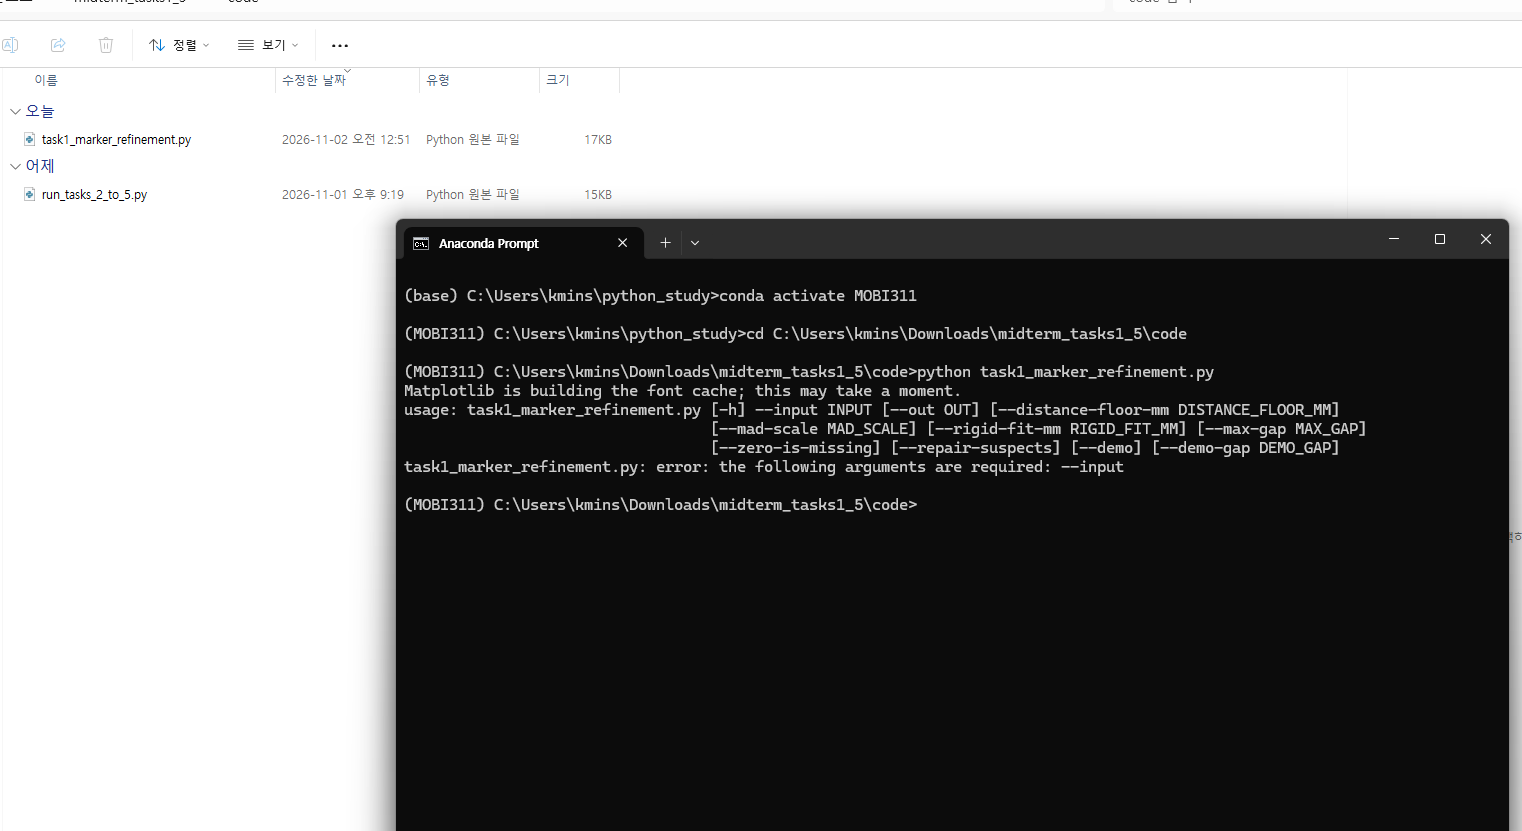 midterm_tasks1_5
code
정렬
보기
이름
수정한 날짜
유형
크기
오늘
task1_marker_refinement.py
2026-11-02 오전 12:51
Python 원본 파일
17KB
어제
run_tasks_2_to_5.py
2026-11-01 오후 9:19
Python 원본 파일
15KB
Anaconda Prompt
(base) C:\Users\kmins\python_study>conda activate MOBI311
(MOBI311) C:\Users\kmins\python_study>cd C:\Users\kmins\Downloads\midterm_tasks1_5\code
(MOBI311) C:\Users\kmins\Downloads\midterm_tasks1_5\code>python task1_marker_refinement.py
Matplotlib is building the font cache; this may take a moment.
usage: task1_marker_refinement.py [-h] --input INPUT [--out OUT] [--distance-floor-mm DISTANCE_FLOOR_MM]
[--mad-scale MAD_SCALE] [--rigid-fit-mm RIGID_FIT_MM] [--max-gap MAX_GAP]
[--zero-is-missing] [--repair-suspects] [--demo] [--demo-gap DEMO_GAP]
task1_marker_refinement.py: error: the following arguments are required: --input
(MOBI311) C:\Users\kmins\Downloads\midterm_tasks1_5\code>